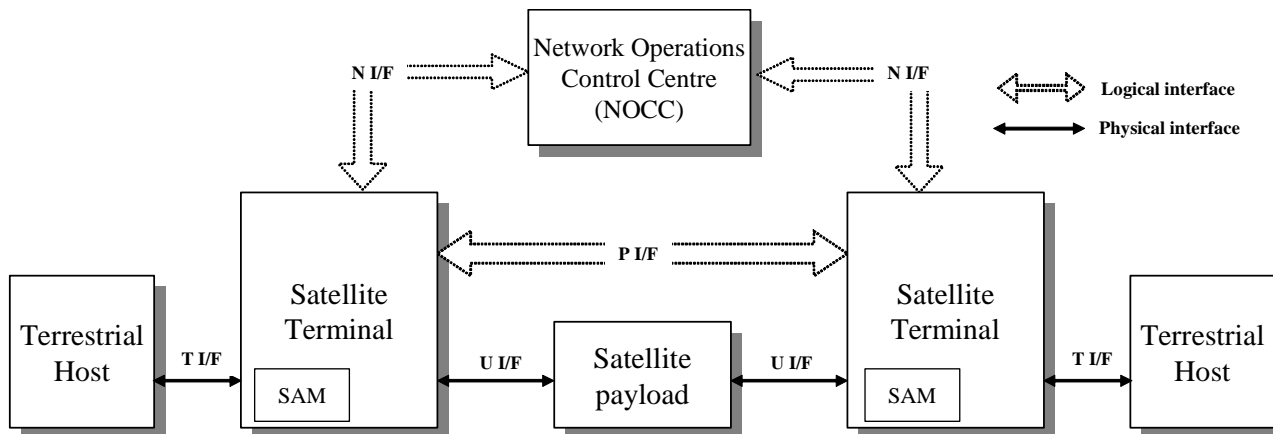 Network Operations
Control Centre
(NOCC)
N I/F
N I/F
Logical interface
Physical interface
P I/F
Satellite
Terminal
Satellite
Terminal
Terrestrial
Host
T I/F
SAM
U I/F
Satellite
payload
U I/F
SAM
T I/F
Terrestrial
Host